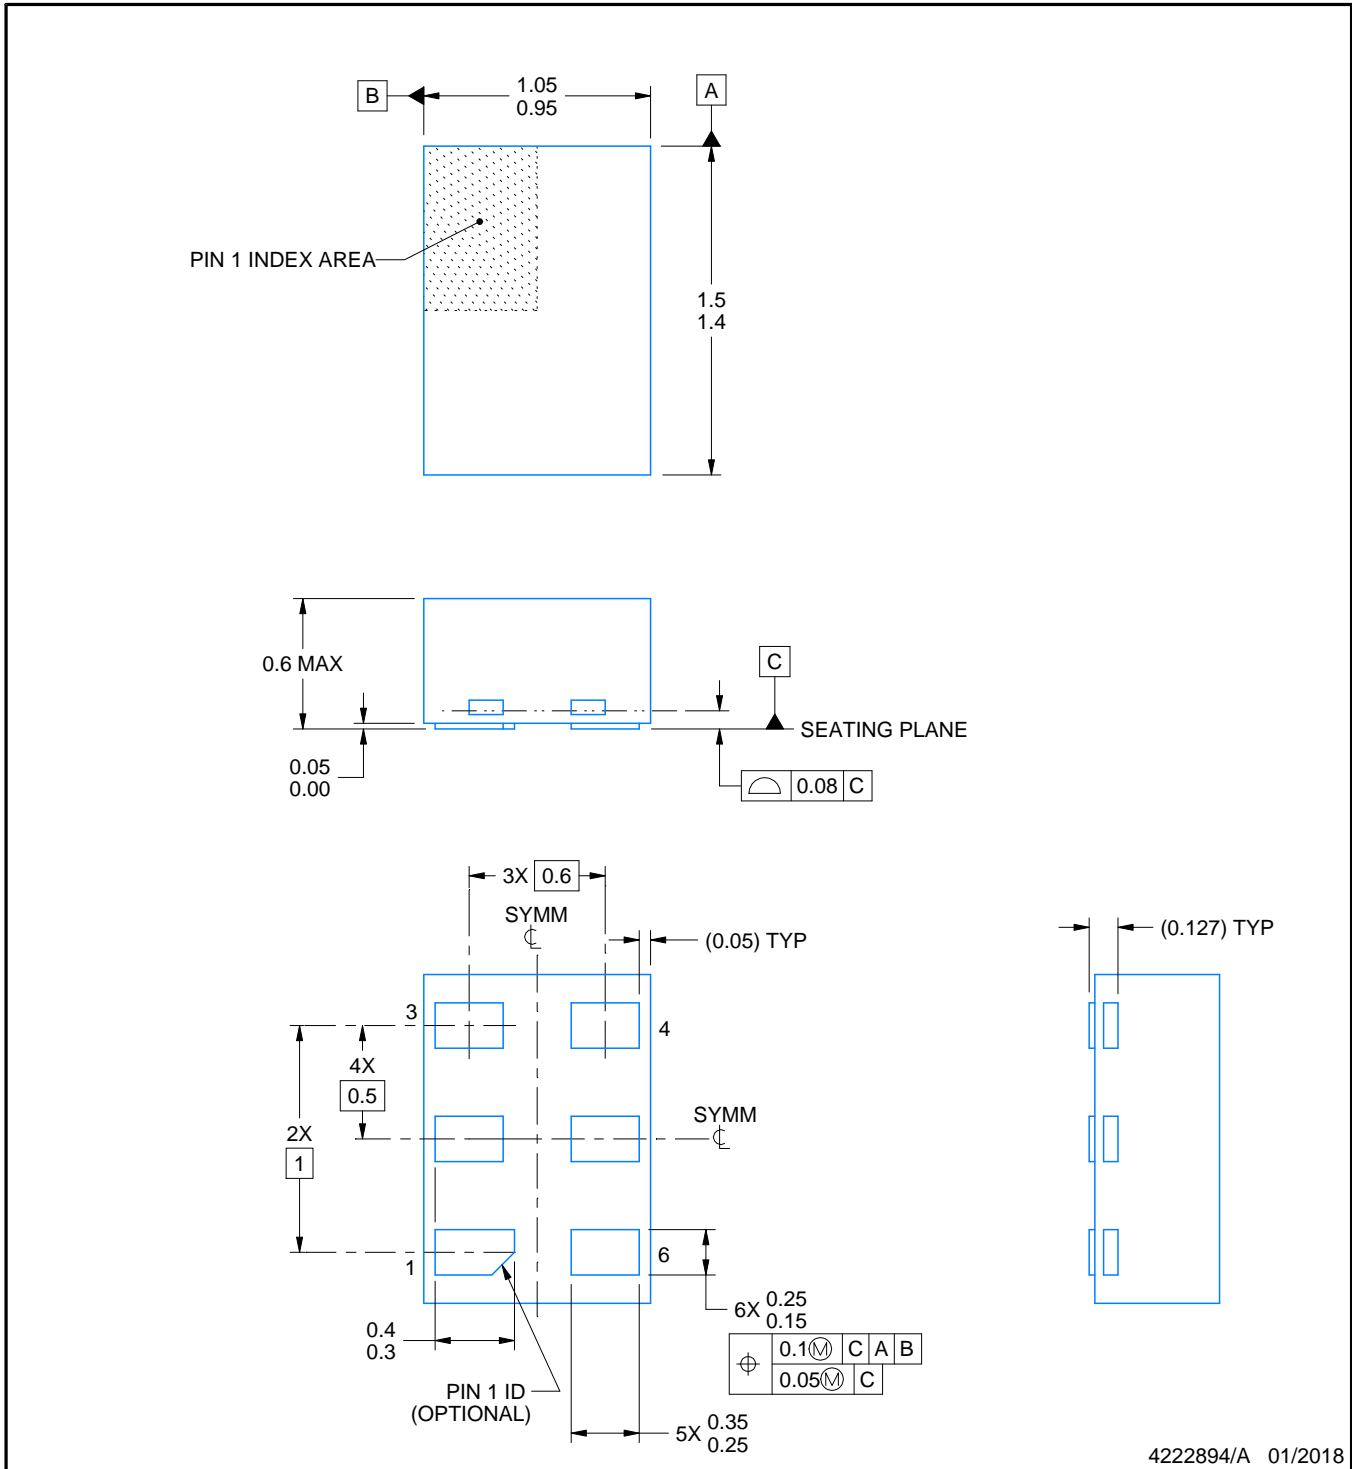 B
1.05
0.95
A
PIN 1 INDEX AREA
1.5
1.4
0.6 MAX
C
SEATING PLANE
0.05
0.00
0.08 C
3X 0.6
SYMM
(0.05) TYP
(0.127) TYP
3
4
4X
0.5
SYMM
2X
1
1
6
6X 0.25
0.15
0.1Ⓜ C A B
0.05Ⓜ C
0.4
0.3
PIN 1 ID
(OPTIONAL)
5X 0.35
0.25
4222894/A 01/2018